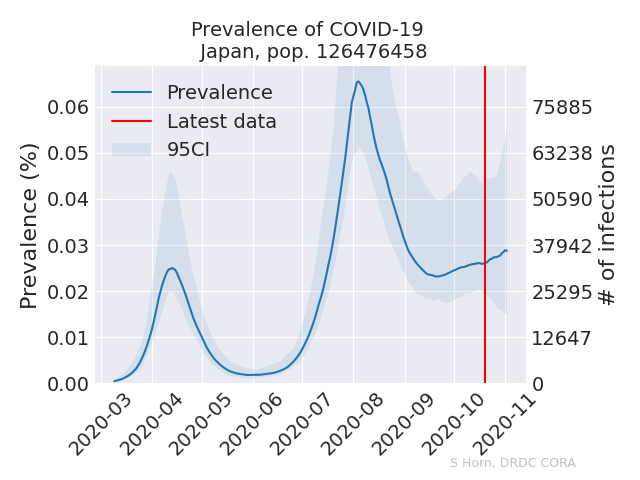 Prevalence of COVID-19
Japan, pop. 126476458
Prevalence (%)
# of infections
Prevalence
Latest data
95CI
0.06
0.05
0.04
0.03
0.02
0.01
0.00
75885
63238
50590
37942
25295
12647
0
2020-03
2020-04
2020-05
2020-06
2020-07
2020-08
2020-09
2020-10
2020-11
S Horn, DRDC CORA